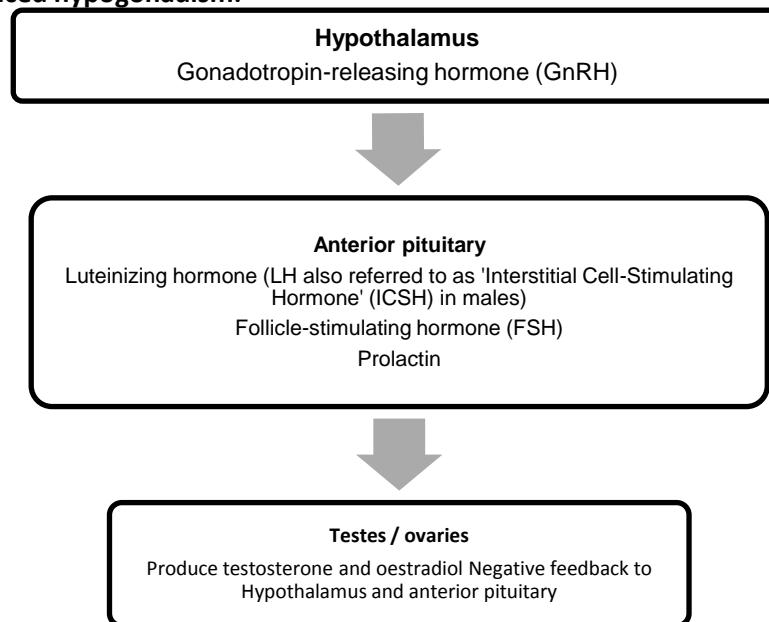 hypogonadism.
Hypothalamus
Gonadotropin-releasing hormone (GnRH)
Anterior pituitary
Luteinizing hormone (LH also referred to as 'Interstitial Cell-Stimulating
Hormone' (ICSH) in males)
Follicle-stimulating hormone (FSH)
Prolactin
Testes / ovaries
Produce testosterone and oestradiol Negative feedback to
Hypothalamus and anterior pituitary